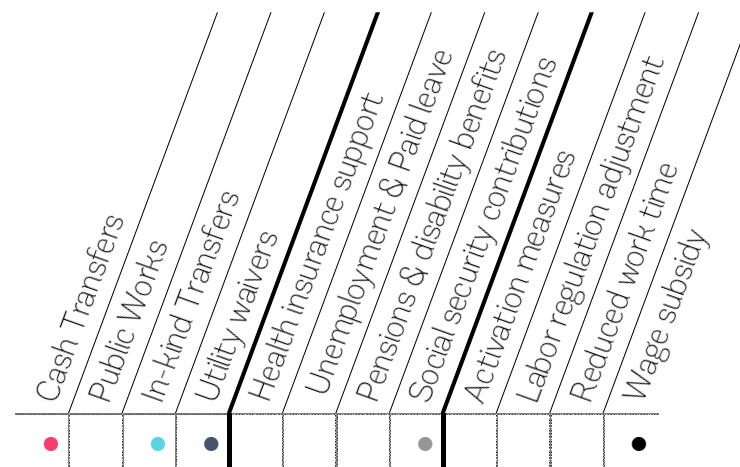 Cash Transfers
Public Works
In-kind Transfers
Utility waivers
Health insurance support
Unemployment & Paid leave
Pensions & disability benefits
Social security contributions
Activation measures
Labor regulation adjustment
Reduced work time
Wage subsidy